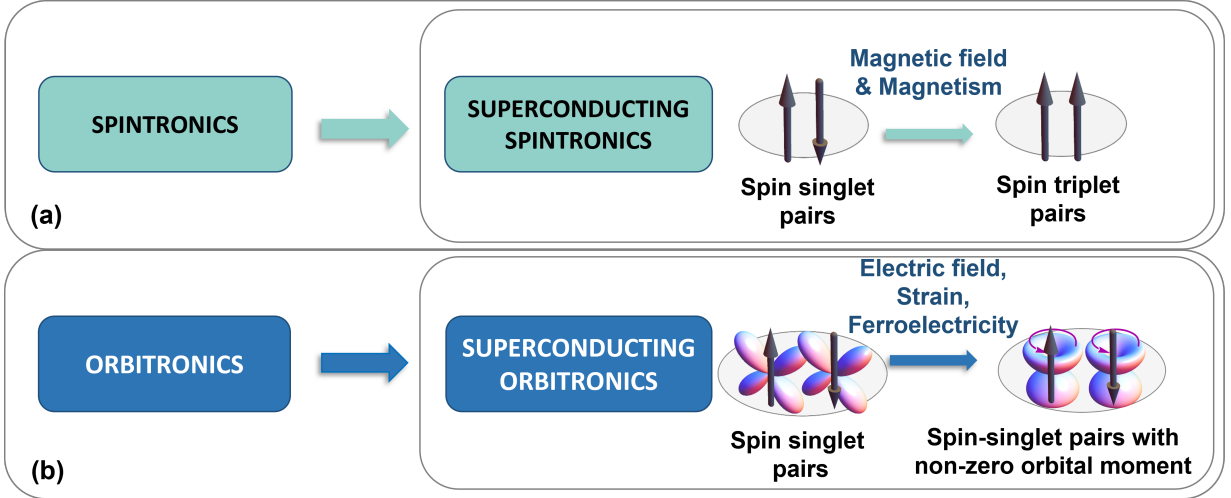 SPINTRONICS
SUPERCONDUCTING
SPINTRONICS
Magnetic field
& Magnetism
Spin singlet
pairs
Spin triplet
pairs
(a)
ORBITRONICS
SUPERCONDUCTING
ORBITRONICS
Electric field,
Strain,
Ferroelectricity
Spin singlet
pairs
Spin-singlet pairs with
non-zero orbital moment
(b)